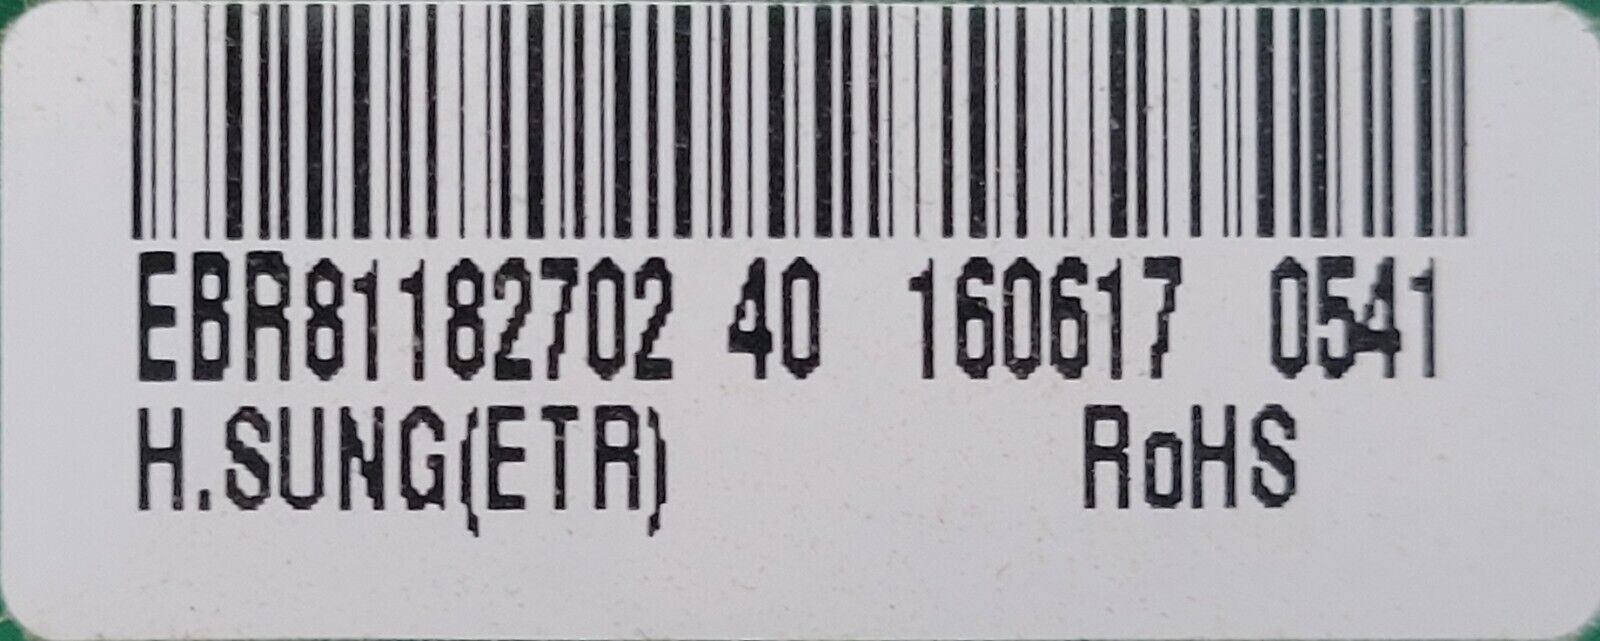 EBR81182702 40 160617 0541
H.SUNG(ETR) RoHS